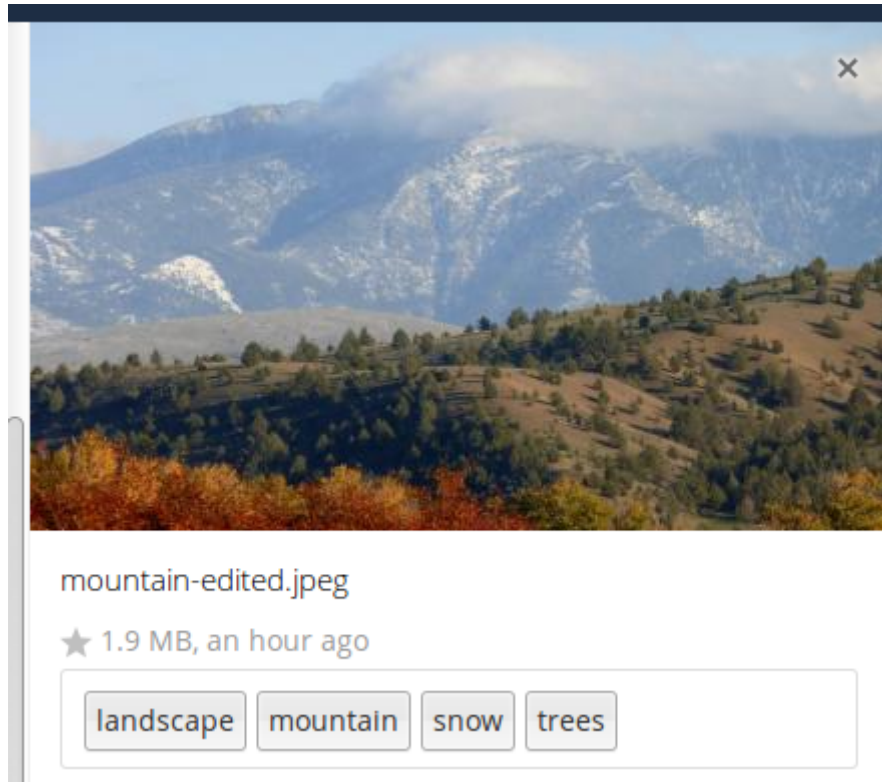 mountain-edited.jpeg
1.9 MB, an hour ago
landscape mountain snow trees